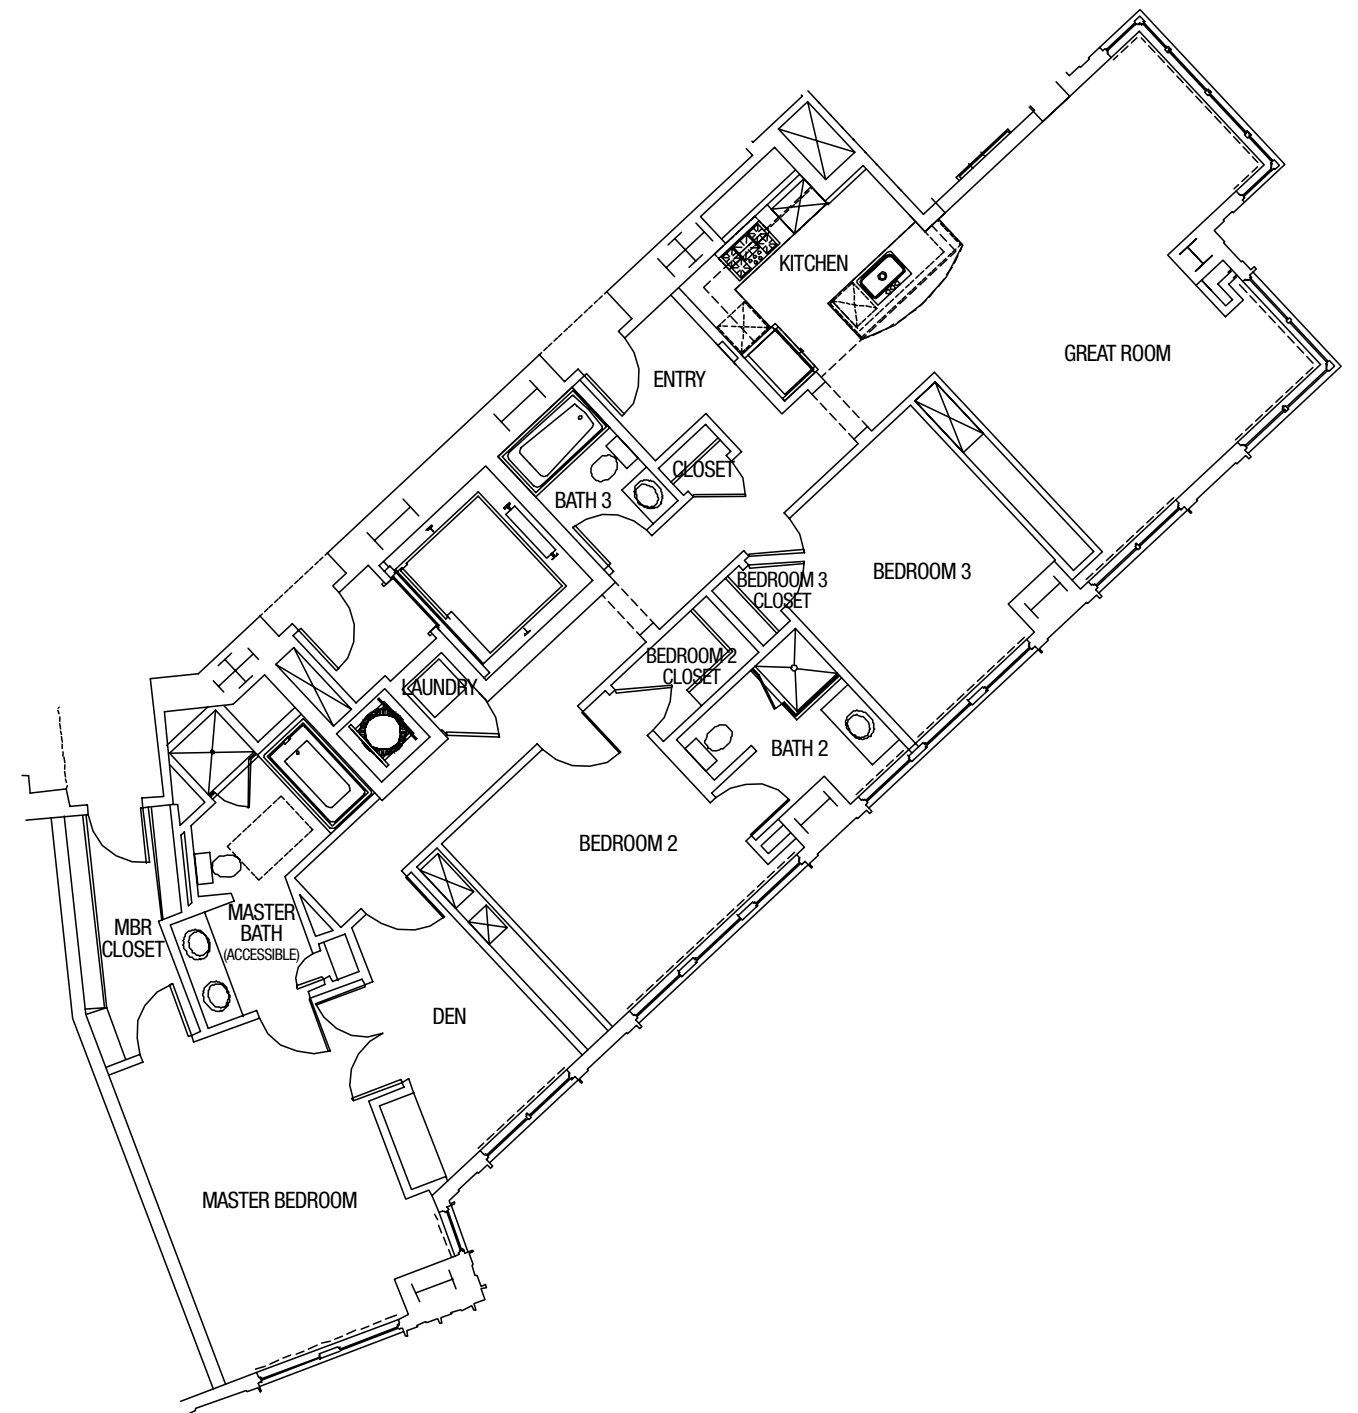 KITCHEN
GREAT ROOM
ENTRY
CLOSET
BATH 3
BEDROOM 3
BEDROOM 3
CLOSET
BEDROOM 2
CLOSET
LAUNDRY
BATH 2
BEDROOM 2
MASTER
BATH
(ACCESSIBLE)
MBR
CLOSET
DEN
MASTER BEDROOM